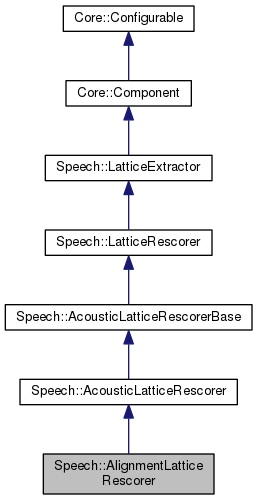 Core::Configurable
Core::Component
Speech::LatticeExtractor
Speech::LatticeRescorer
Speech::AcousticLatticeRescorerBase
Speech::AcousticLatticeRescorer
Speech::AlignmentLattice
Rescorer